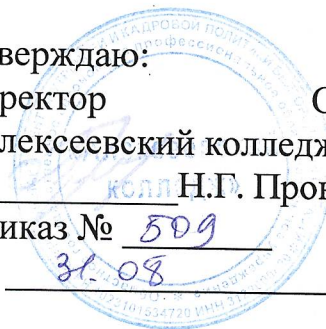 верждаю:
ректор С
лексеевский колледж
Н.Г. Про
иказ № 509
31.08